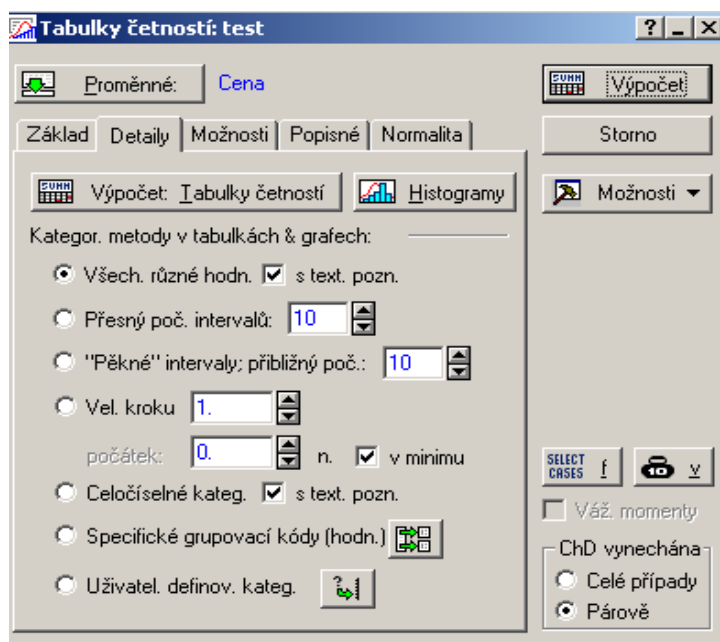 Tabulky četností: test
Proměnné: Cena
Výpočet
Základ Detaily Možnosti Popisné Normalita
Storno
Výpočet: Tabulky četností Histogramy
Možnosti
Kategor. metody v tabulkách & grafech:
Všech. různé hodn. s text. pozn.
Přesný poč. intervalů: 10
"Pěkné" intervaly; přibližný poč.: 10
Vel. kroku 1.
počátek: 0. n. v minimu
SELECT CASES f v
Celočíselné kateg. s text. pozn.
Váž. momenty
Specifické grupovací kódy (hodn.)
ChD vynechána
Uživatel. definov. kateg.
Celé případy
Párově